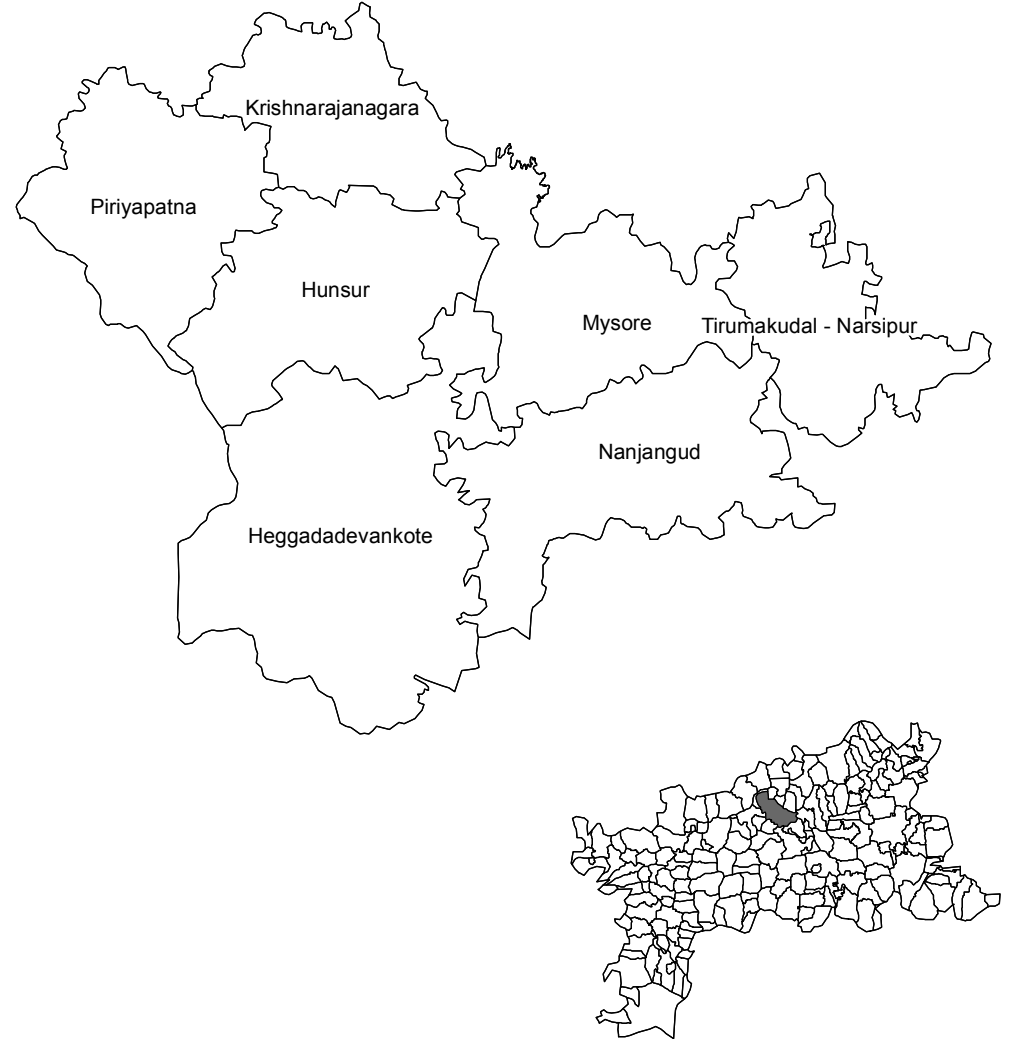 Krishnarajanagara
Piriyapatna
Hunsur
Mysore
Tirumakudal - Narsipur
Nanjangud
Heggadadevankote